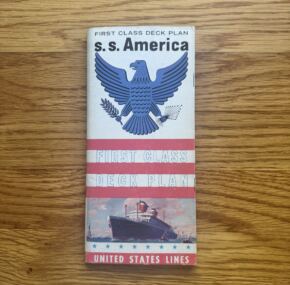 FIRST CLASS DECK PLAN
s.s. America
FIRST CLASS
DECK PLAN
UNITED STATES LINES